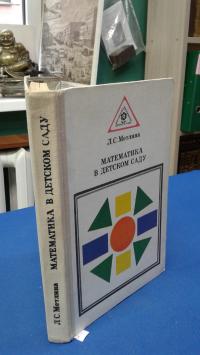 Л.С. Метлина
МАТЕМАТИКА
В ДЕТСКОМ САДУ
Л.С. Метлина МАТЕМАТИКА В ДЕТСКОМ САДУ